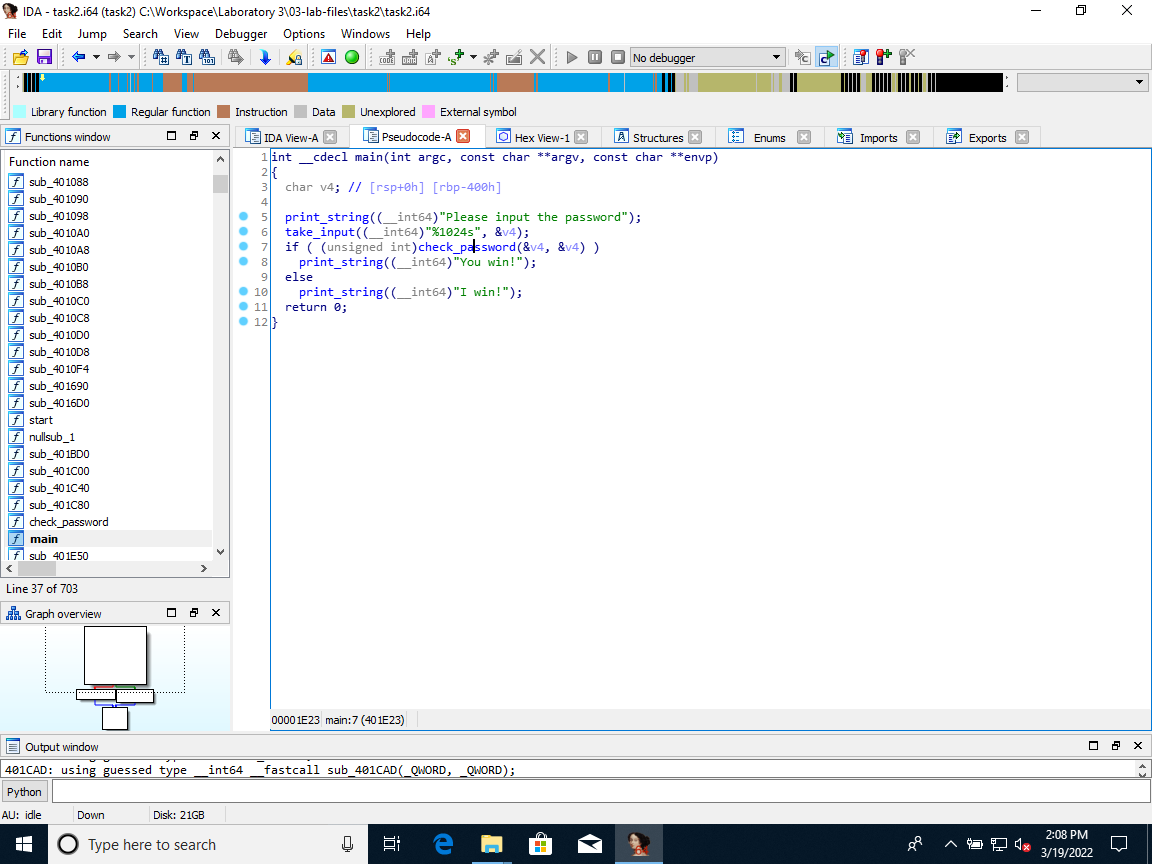 IDA - task2.i64 (task2) C:\Workspace\Laboratory 3\03-lab-files\task2\task2.i64
File Edit Jump Search View Debugger Options Windows Help
No debugger
Library function Regular function Instruction Data Unexplored External symbol
Functions window
IDA View-A Pseudocode-A Hex View-1 Structures Enums Imports Exports
Function name
sub_401088
sub_401090
sub_401098
sub_4010A0
sub_4010A8
sub_4010B0
sub_4010B8
sub_4010C0
sub_4010C8
sub_4010D0
sub_4010D8
sub_4010F4
sub_401690
sub_4016D0
start
nullsub_1
sub_401BD0
sub_401C00
sub_401C40
sub_401C80
check_password
main
sub_401E50
Line 37 of 703
Graph overview
1 int __cdecl main(int argc, const char **argv, const char **envp)
2 {
3 char v4; // [rsp+0h] [rbp-400h]
4
5 print_string((__int64)"Please input the password");
6 take_input((__int64)"%1024s", &v4);
7 if ( (unsigned int)check_password(&v4, &v4) )
8 print_string((__int64)"You win!");
9 else
10 print_string((__int64)"I win!");
11 return 0;
12 }
00001E23 main:7 (401E23)
Output window
401CAD: using guessed type __int64 __fastcall sub_401CAD(_QWORD, _QWORD);
Python
AU: idle Down Disk: 21GB
Type here to search
2:08 PM
3/19/2022